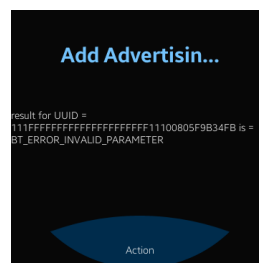 Add Advertisin...
result for UUID =
111FFFFFFFFFFFFFFFFFFFFF11100805F9B34FB is =
BT_ERROR_INVALID_PARAMETER
Action